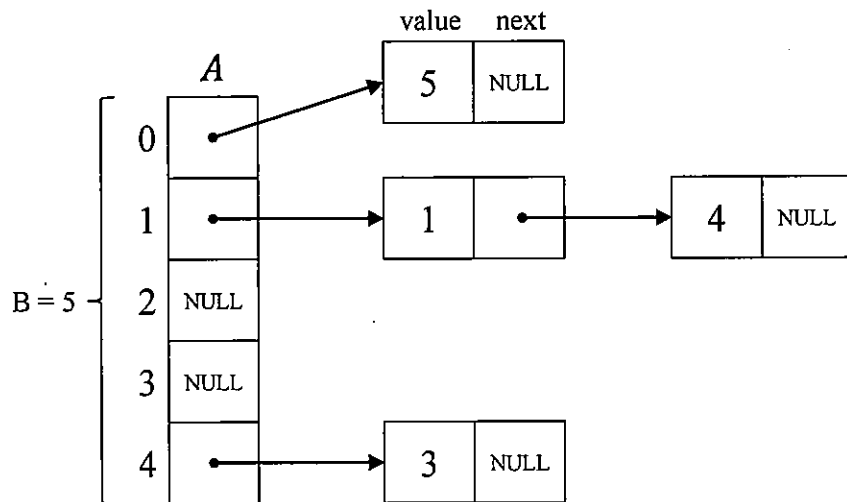 value next
A
5 NULL
0
1
1
4 NULL
B = 5
2 NULL
3 NULL
4
3 NULL